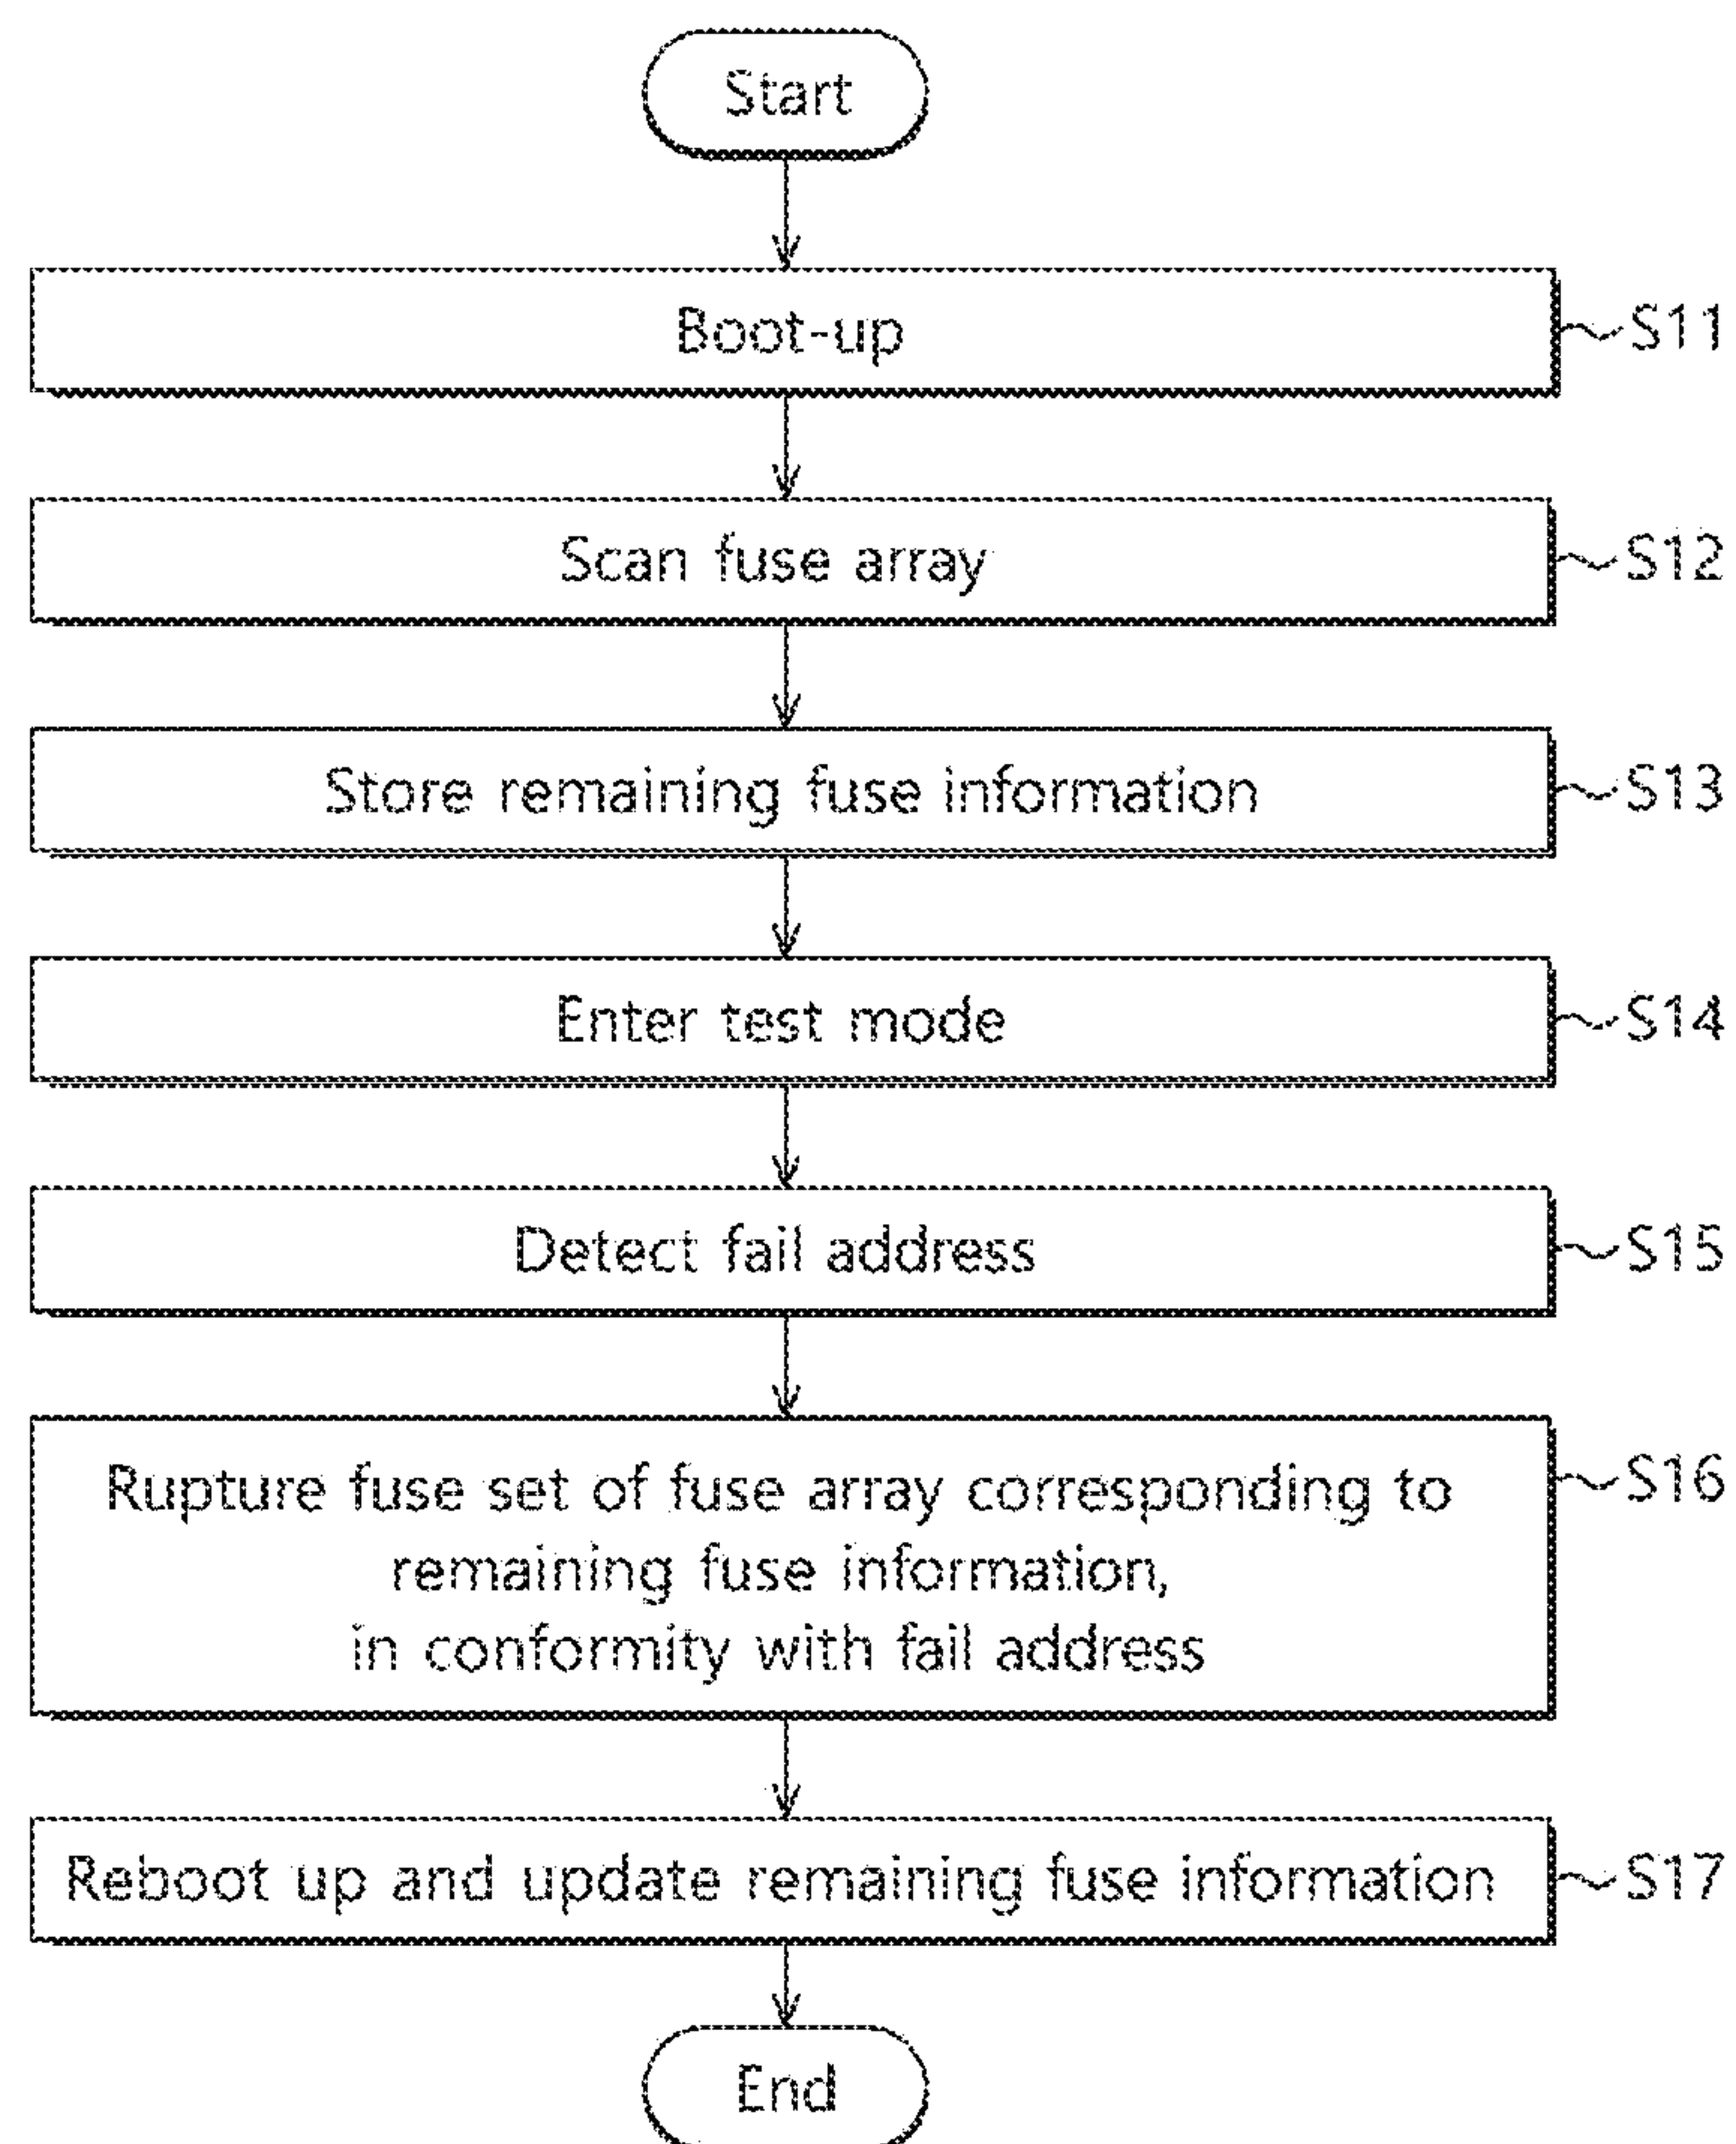 Start
Boot-up
S11
Scan fuse array
S12
Store remaining fuse information
S13
Enter test mode
S14
Detect fail address
S15
Rupture fuse set of fuse array corresponding to
S16
remaining fuse information,
in conformity with fail address
Reboot up and update remaining fuse information
S17
End